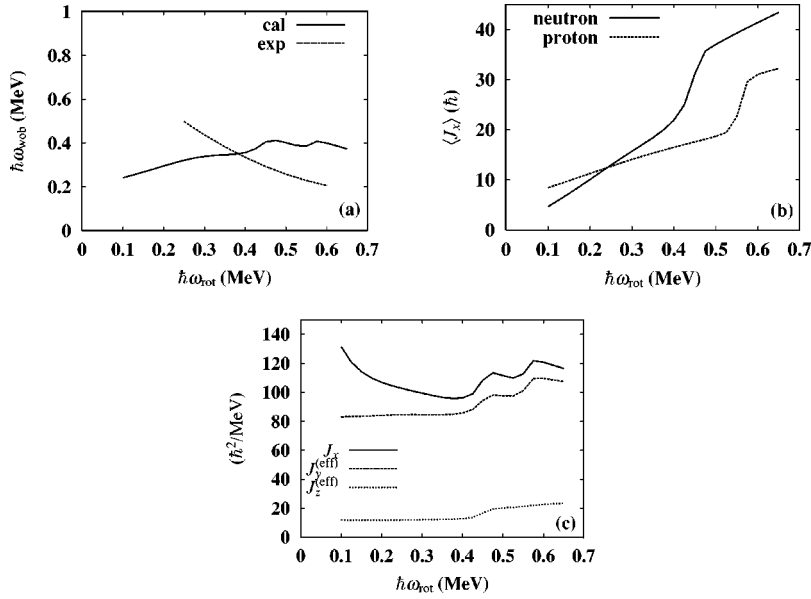 cal
exp
1
0.8
0.6
0.4
0.2
0
ħω_wob (MeV)
(a)
0 0.1 0.2 0.3 0.4 0.5 0.6 0.7
ħω_rot (MeV)
neutron
proton
40
30
20
10
0
⟨J_x⟩ (ħ)
(b)
0 0.1 0.2 0.3 0.4 0.5 0.6 0.7
ħω_rot (MeV)
140
120
100
80
60
40
20
0
(ħ²/MeV)
J_x
J_y^(eff)
J_z^(eff)
(c)
0 0.1 0.2 0.3 0.4 0.5 0.6 0.7
ħω_rot (MeV)